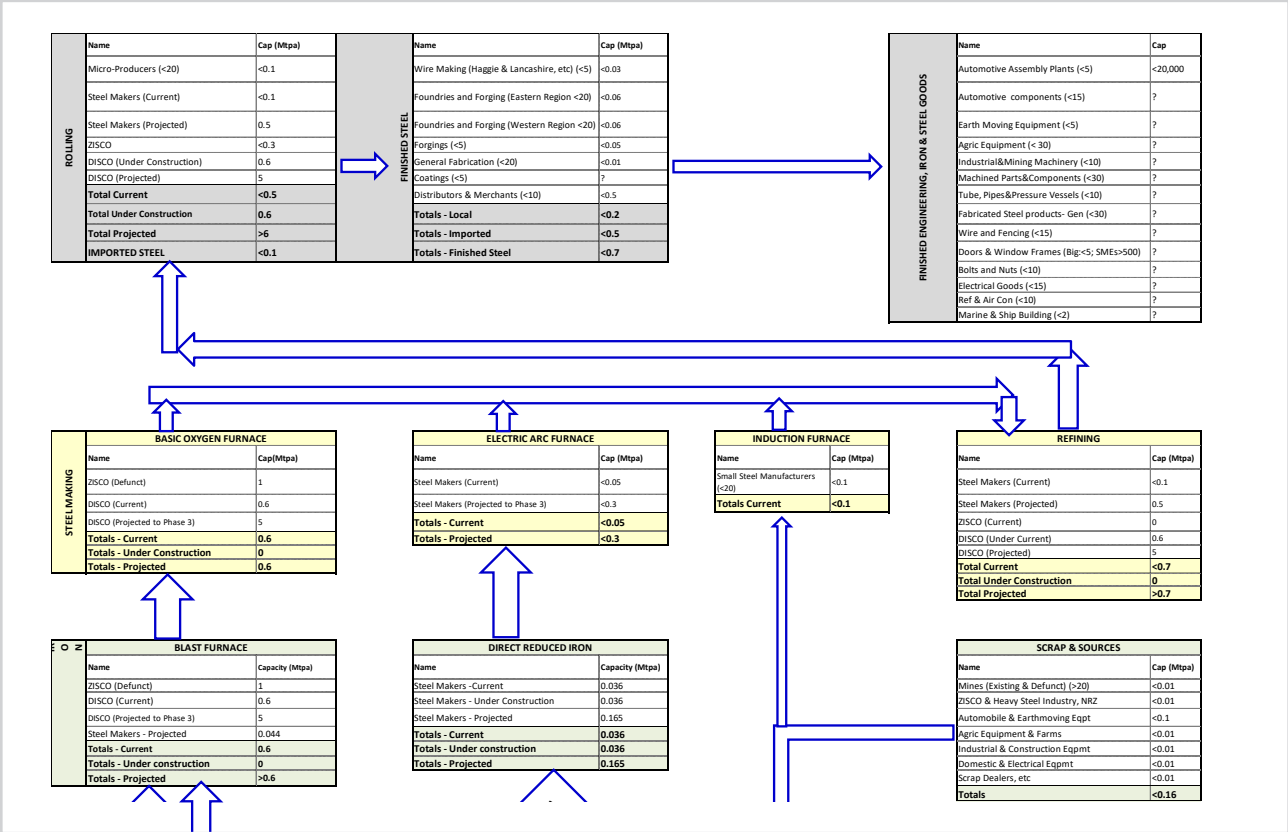 ROLLING
Name Cap (Mtpa)
Micro-Producers (<20) <0.1
Steel Makers (Current) <0.1
Steel Makers (Projected) 0.5
ZISCO <0.3
DISCO (Under Construction) 0.6
DISCO (Projected) 5
Total Current <0.5
Total Under Construction 0.6
Total Projected >6
IMPORTED STEEL <0.1
FINISHED STEEL
Name Cap (Mtpa)
Wire Making (Haggie & Lancashire, etc) (<5) <0.03
Foundries and Forging (Eastern Region <20) <0.06
Foundries and Forging (Western Region <20) <0.06
Forgings (<5) <0.05
General Fabrication (<20) <0.01
Coatings (<5) ?
Distributors & Merchants (<10) <0.5
Totals - Local <0.2
Totals - Imported <0.5
Totals - Finished Steel <0.7
FINISHED ENGINEERING, IRON & STEEL GOODS
Name Cap
Automotive Assembly Plants (<5) <20,000
Automotive components (<15) ?
Earth Moving Equipment (<5) ?
Agric Equipment (< 30) ?
Industrial&Mining Machinery (<10) ?
Machined Parts&Components (<30) ?
Tube, Pipes&Pressure Vessels (<10) ?
Fabricated Steel products- Gen (<30) ?
Wire and Fencing (<15) ?
Doors & Window Frames (Big:<5; SMEs>500) ?
Bolts and Nuts (<10) ?
Electrical Goods (<15) ?
Ref & Air Con (<10) ?
Marine & Ship Building (<2) ?
STEEL MAKING
BASIC OXYGEN FURNACE
Name Cap(Mtpa)
ZISCO (Defunct) 1
DISCO (Current) 0.6
DISCO (Projected to Phase 3) 5
Totals - Current 0.6
Totals - Under Construction 0
Totals - Projected 0.6
ELECTRIC ARC FURNACE
Name Cap (Mtpa)
Steel Makers (Current) <0.05
Steel Makers (Projected to Phase 3) <0.3
Totals - Current <0.05
Totals - Projected <0.3
INDUCTION FURNACE
Name Cap (Mtpa)
Small Steel Manufacturers
(<20) <0.1
Totals Current <0.1
REFINING
Name Cap (Mtpa)
Steel Makers (Current) <0.1
Steel Makers (Projected) 0.5
ZISCO (Current) 0
DISCO (Under Current) 0.6
DISCO (Projected) 5
Total Current <0.7
Total Under Construction 0
Total Projected >0.7
BLAST FURNACE
Name Capacity (Mtpa)
ZISCO (Defunct) 1
DISCO (Current) 0.6
DISCO (Projected to Phase 3) 5
Steel Makers - Projected 0.044
Totals - Current 0.6
Totals - Under construction 0
Totals - Projected >0.6
DIRECT REDUCED IRON
Name Capacity (Mtpa)
Steel Makers -Current 0.036
Steel Makers - Under Construction 0.036
Steel Makers - Projected 0.165
Totals - Current 0.036
Totals - Under construction 0.036
Totals - Projected 0.165
SCRAP & SOURCES
Name Cap (Mtpa)
Mines (Existing & Defunct) (>20) <0.01
ZISCO & Heavy Steel Industry, NRZ <0.01
Automobile & Earthmoving Eqpt <0.1
Agric Equipment & Farms <0.01
Industrial & Construction Eqpmt <0.01
Domestic & Electrical Eqpmt <0.01
Scrap Dealers, etc <0.01
Totals <0.16